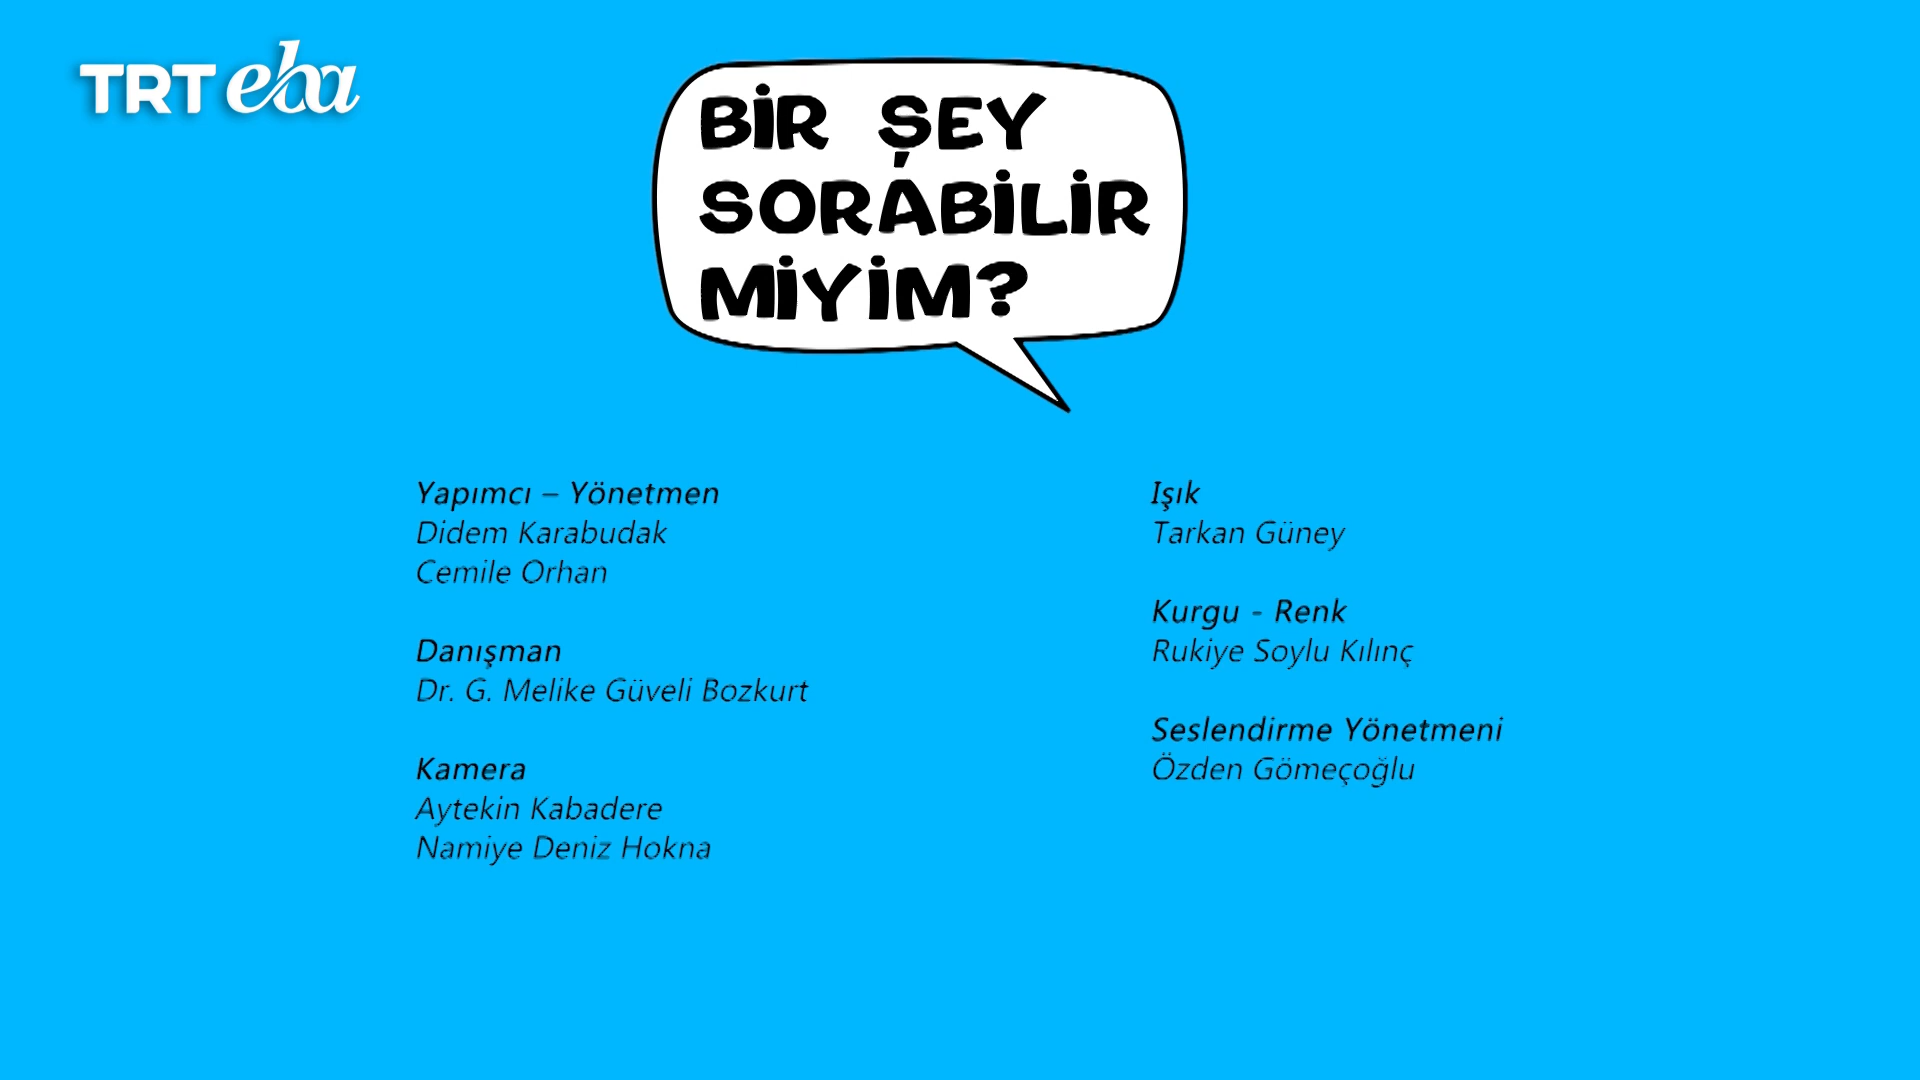 TRT eba
BİR ŞEY
SORABİLİR
MİYİM?
Yapımcı – Yönetmen
Didem Karabudak
Cemile Orhan
Danışman
Dr. G. Melike Güveli Bozkurt
Kamera
Aytekin Kabadere
Namiye Deniz Hokna
Işık
Tarkan Güney
Kurgu - Renk
Rukiye Soylu Kılınç
Seslendirme Yönetmeni
Özden Gömeçoğlu